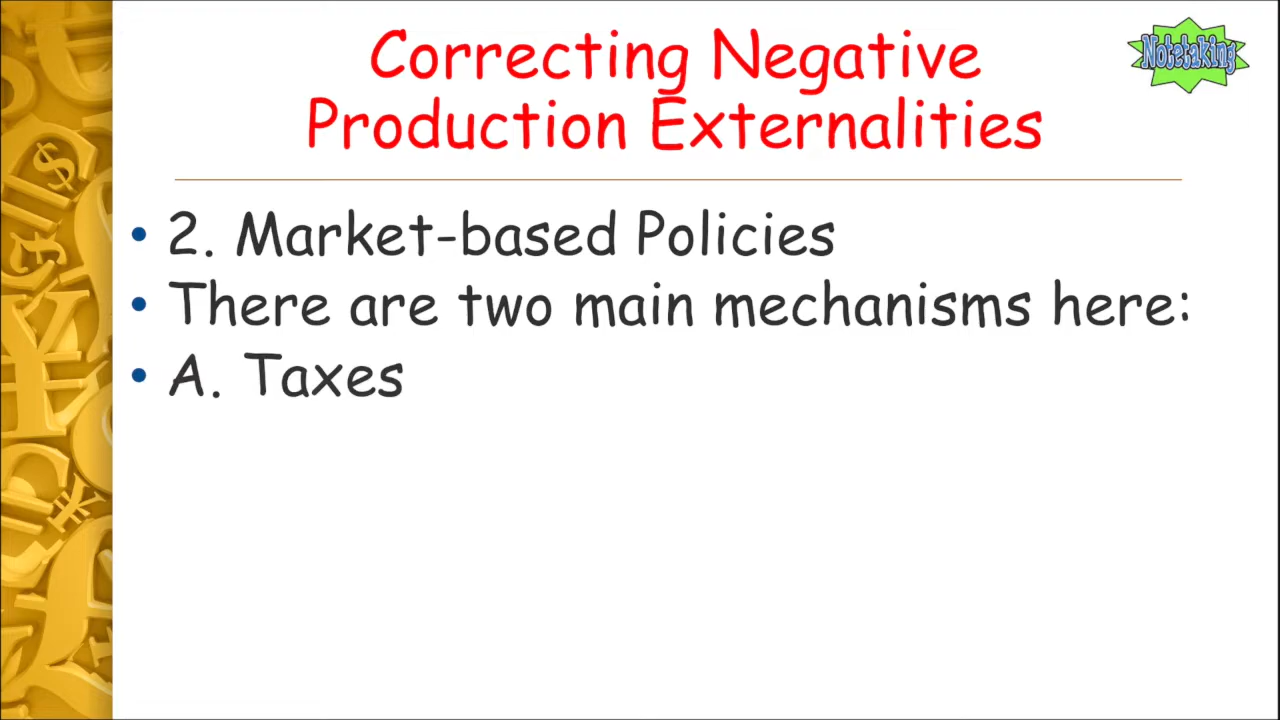 Correcting Negative
Production Externalities
Notetaking
• 2. Market-based Policies
• There are two main mechanisms here:
• A. Taxes